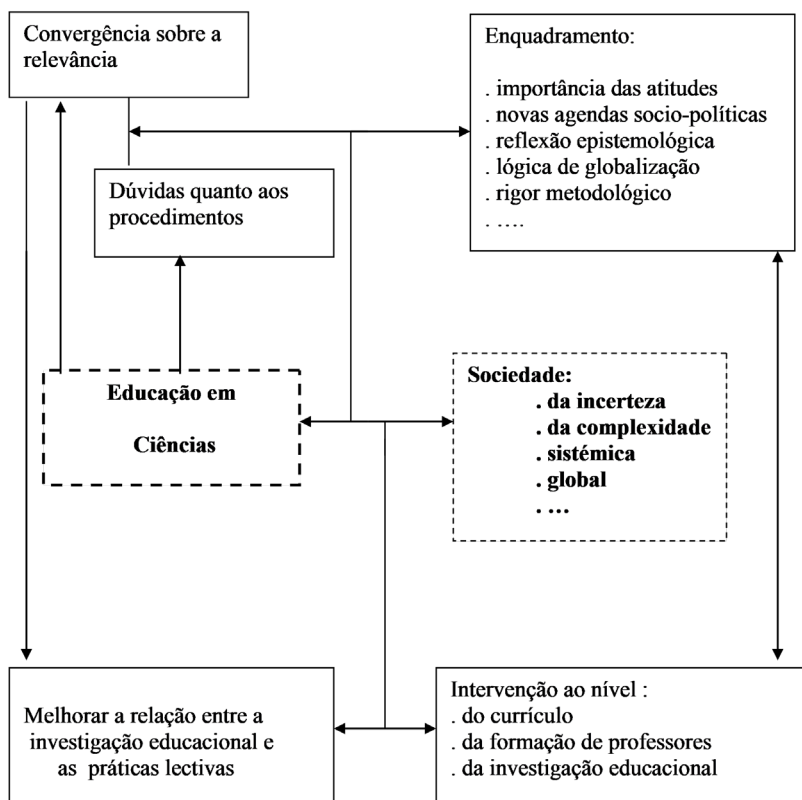 Convergência sobre a
relevância
Enquadramento:
. importância das atitudes
. novas agendas socio-políticas
. reflexão epistemológica
. lógica de globalização
. rigor metodológico
. ....
Dúvidas quanto aos
procedimentos
Educação em
Ciências
Sociedade:
. da incerteza
. da complexidade
. sistémica
. global
. ...
Melhorar a relação entre a
investigação educacional e
as práticas lectivas
Intervenção ao nível :
. do currículo
. da formação de professores
. da investigação educacional